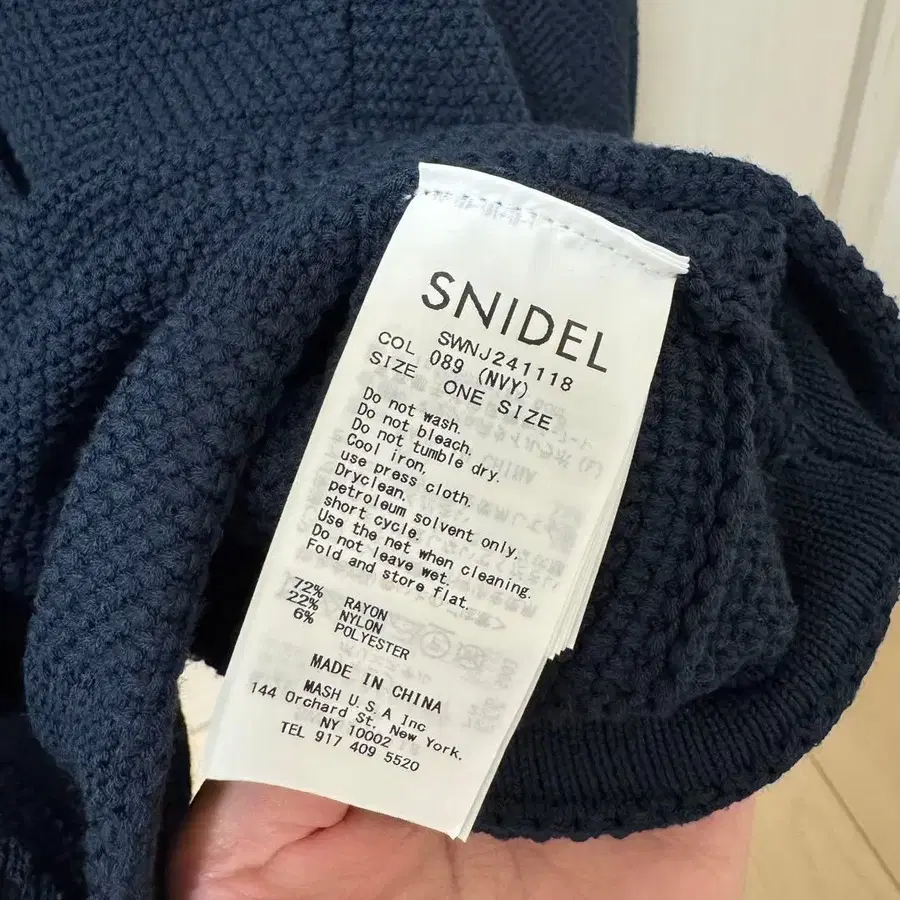 SNIDEL
SWNJ241118
COL 089 (NVY)
SIZE ONE SIZE
Do not wash.
Do not bleach.
Do not tumble dry.
Cool iron,
use press cloth.
Dryclean.
petroleum solvent only,
short cycle.
Use the net when cleaning.
Do not leave wet.
Fold and store flat.
72% RAYON
22% NYLON
6% POLYESTER
MADE IN CHINA
MASH U.S.A Inc
144 Orchard St, New York,
NY 10002
TEL 917 409 5520